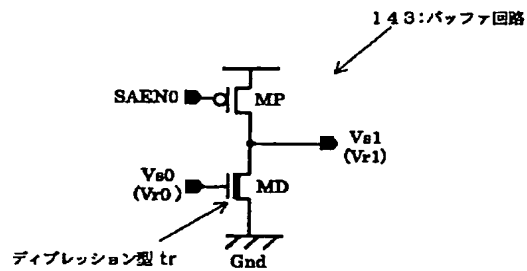 143:バッファ回路
SAEN0
MP
Vs1
(Vr1)
Vs0
(Vr0)
MD
ディプレッション型 tr
Gnd